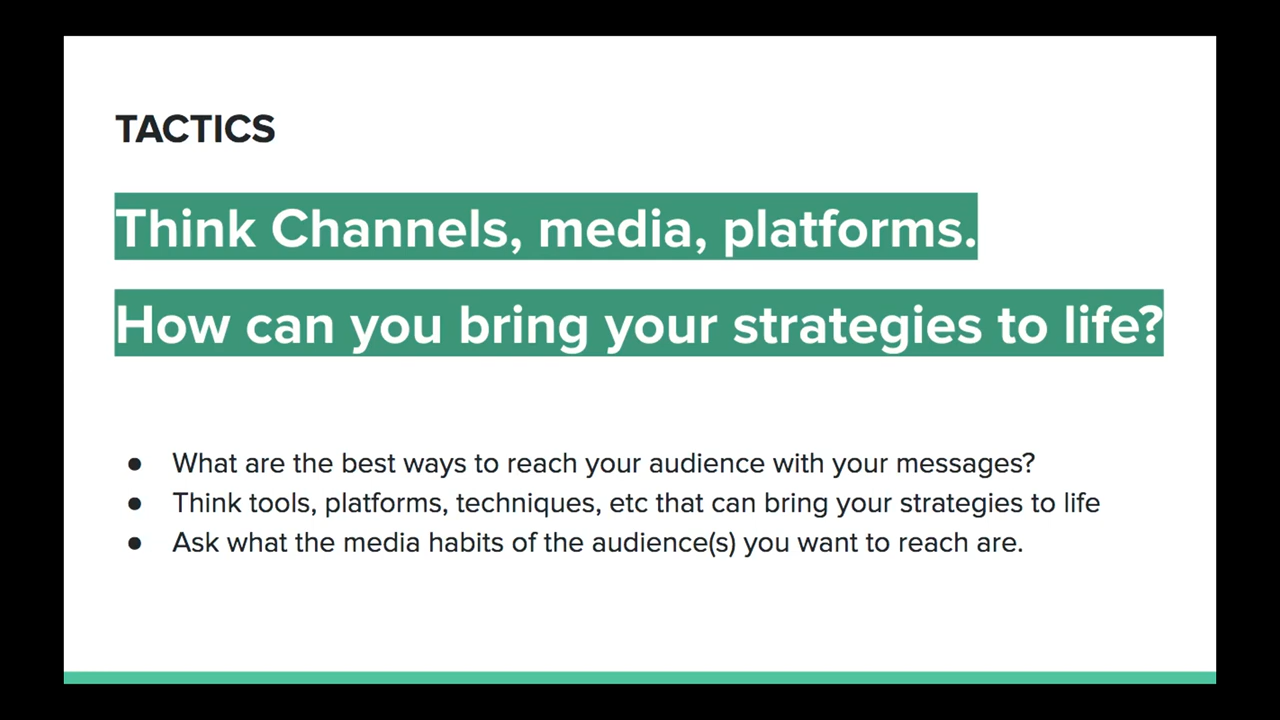 TACTICS
Think Channels, media, platforms.
How can you bring your strategies to life?
● What are the best ways to reach your audience with your messages?
● Think tools, platforms, techniques, etc that can bring your strategies to life
● Ask what the media habits of the audience(s) you want to reach are.